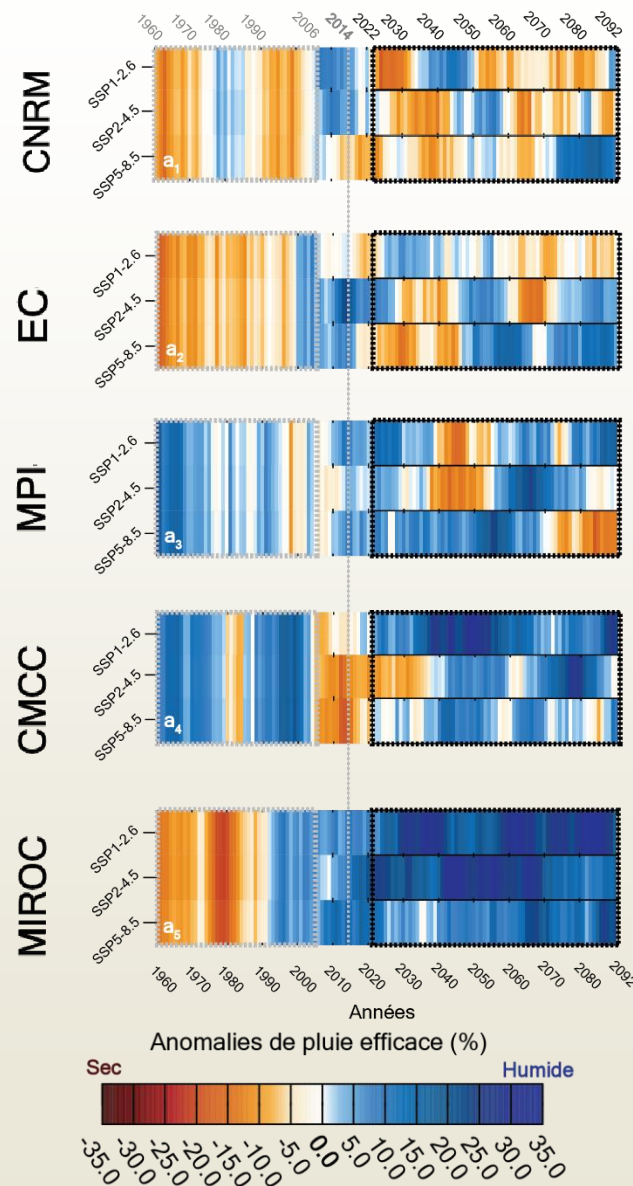 1960 1970 1980 1990 2006 2014 2022 2030 2040 2050 2060 2070 2080 2092
CNRM
SSP1-2.6
SSP2-4.5
SSP5-8.5
a1
EC
SSP1-2.6
SSP2-4.5
SSP5-8.5
a2
MPI
SSP1-2.6
SSP2-4.5
SSP5-8.5
a3
CMCC
SSP1-2.6
SSP2-4.5
SSP5-8.5
a4
MIROC
SSP1-2.6
SSP2-4.5
SSP5-8.5
a5
1960 1970 1980 1990 2000 2010 2020 2030 2040 2050 2060 2070 2080 2092
Années
Anomalies de pluie efficace (%)
Sec Humide
-35.0 -30.0 -25.0 -20.0 -15.0 -10.0 -5.0 0.0 5.0 10.0 15.0 20.0 25.0 30.0 35.0